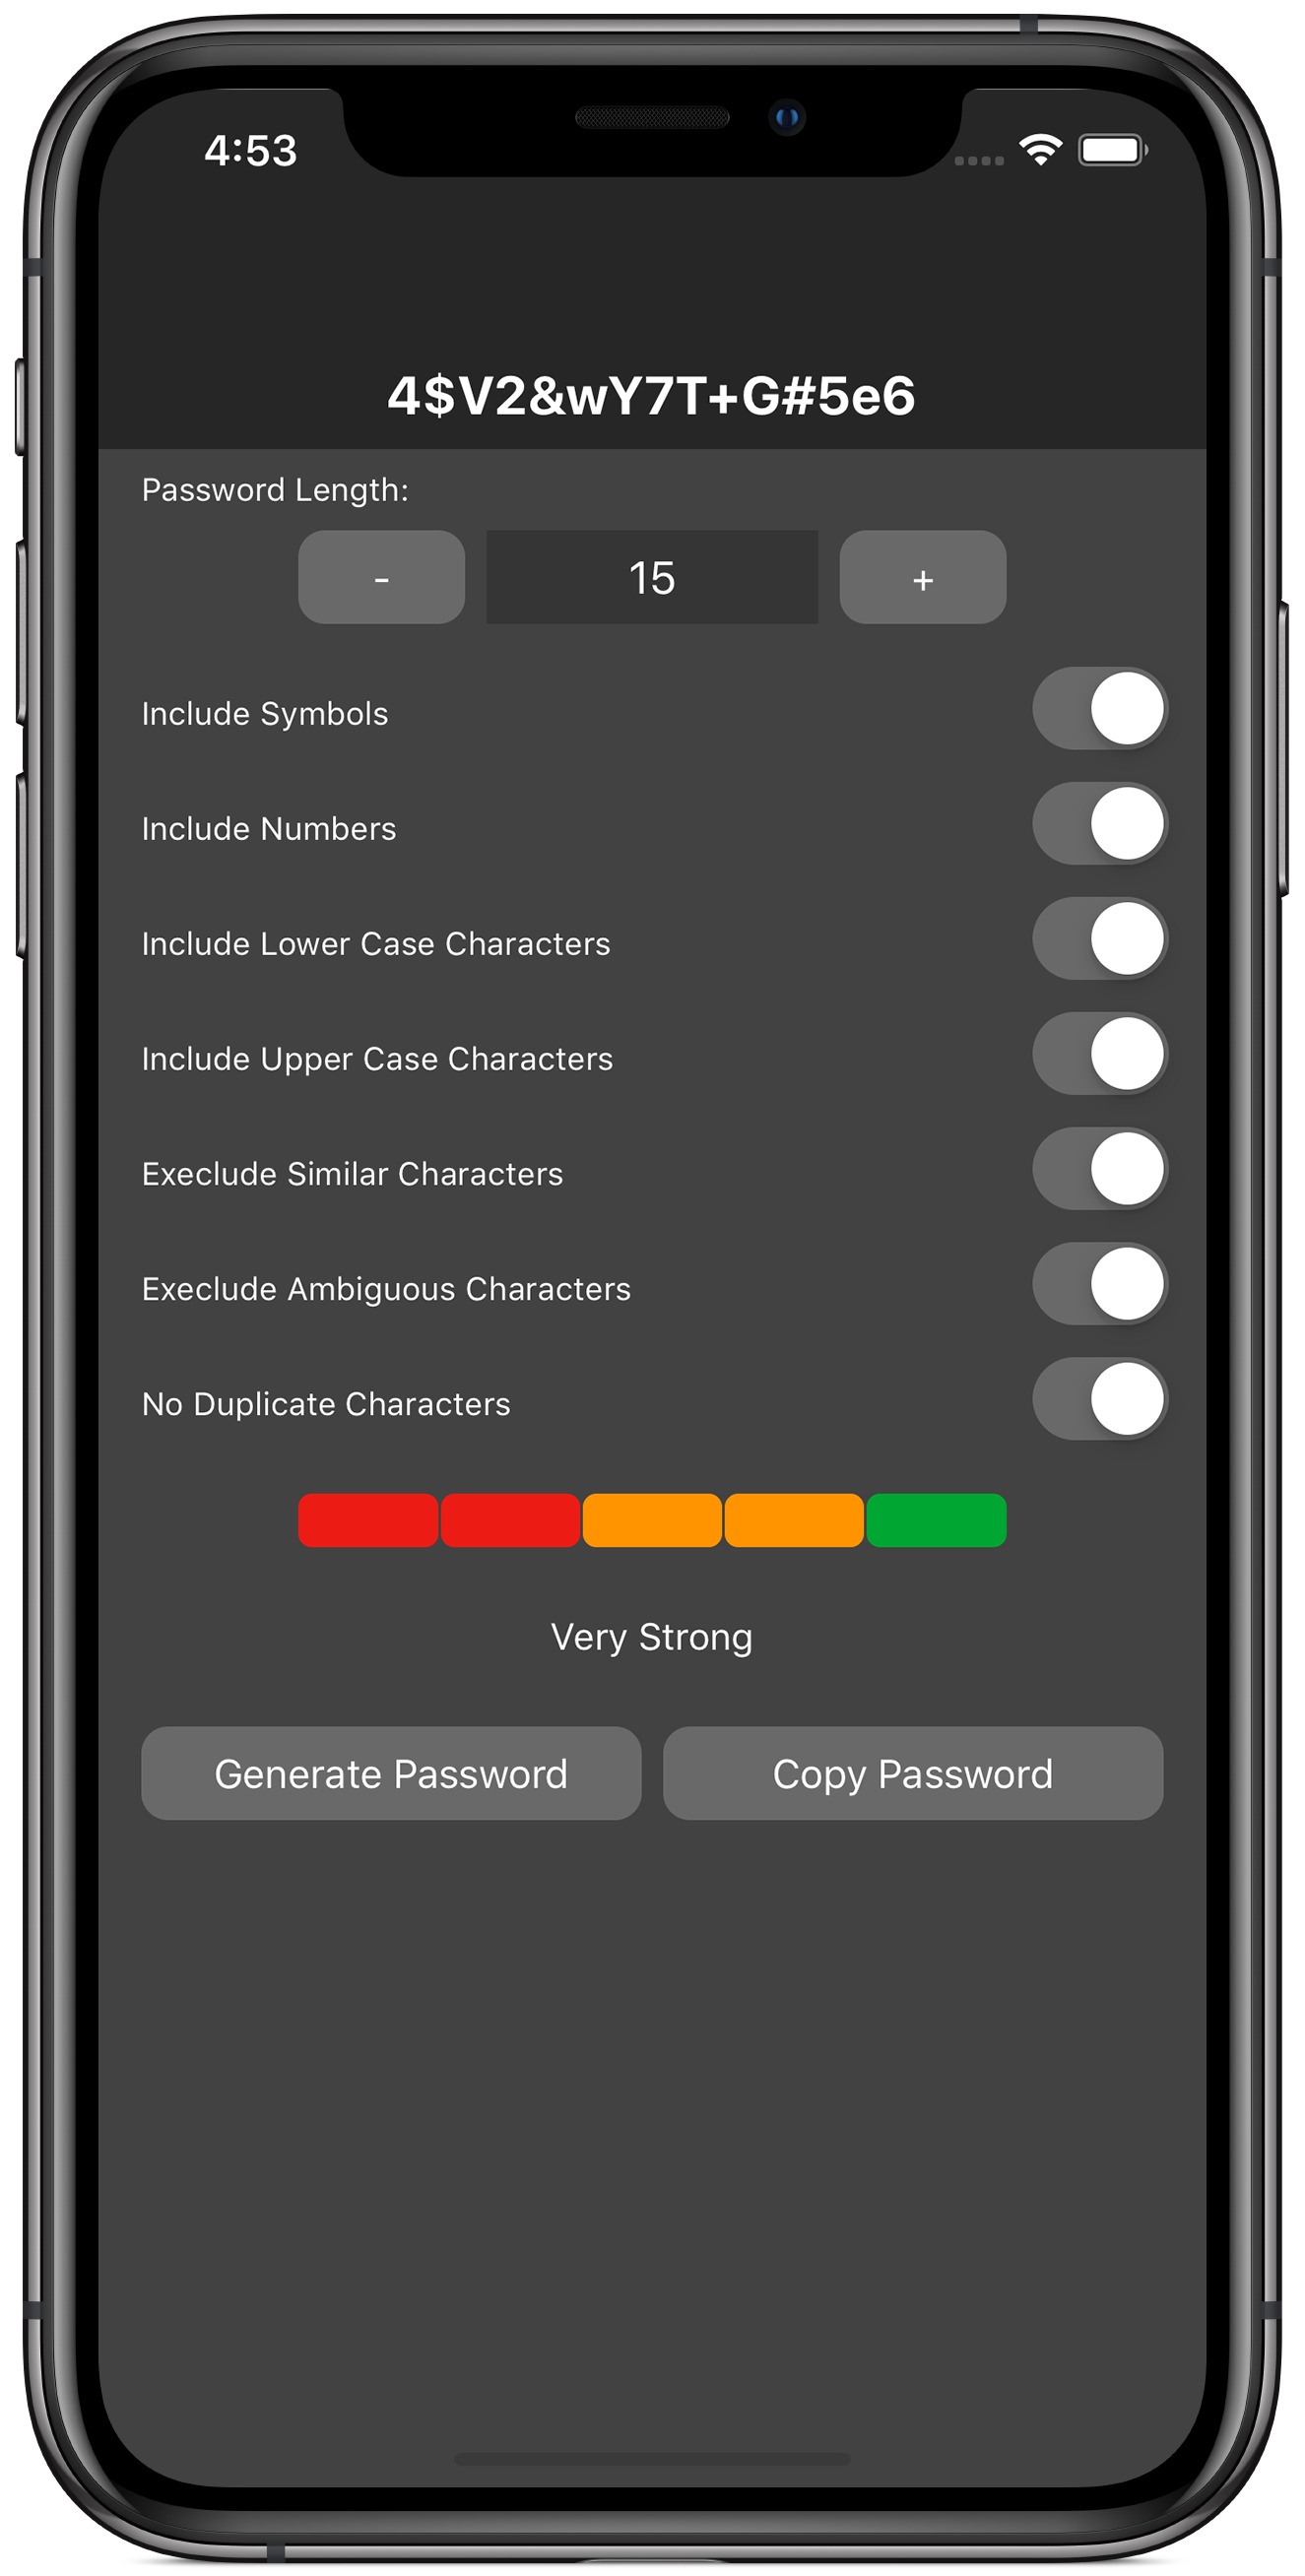 4:53
4$V2&wY7T+G#5e6
Password Length:
- 15 +
Include Symbols
Include Numbers
Include Lower Case Characters
Include Upper Case Characters
Execlude Similar Characters
Execlude Ambiguous Characters
No Duplicate Characters
Very Strong
Generate Password Copy Password